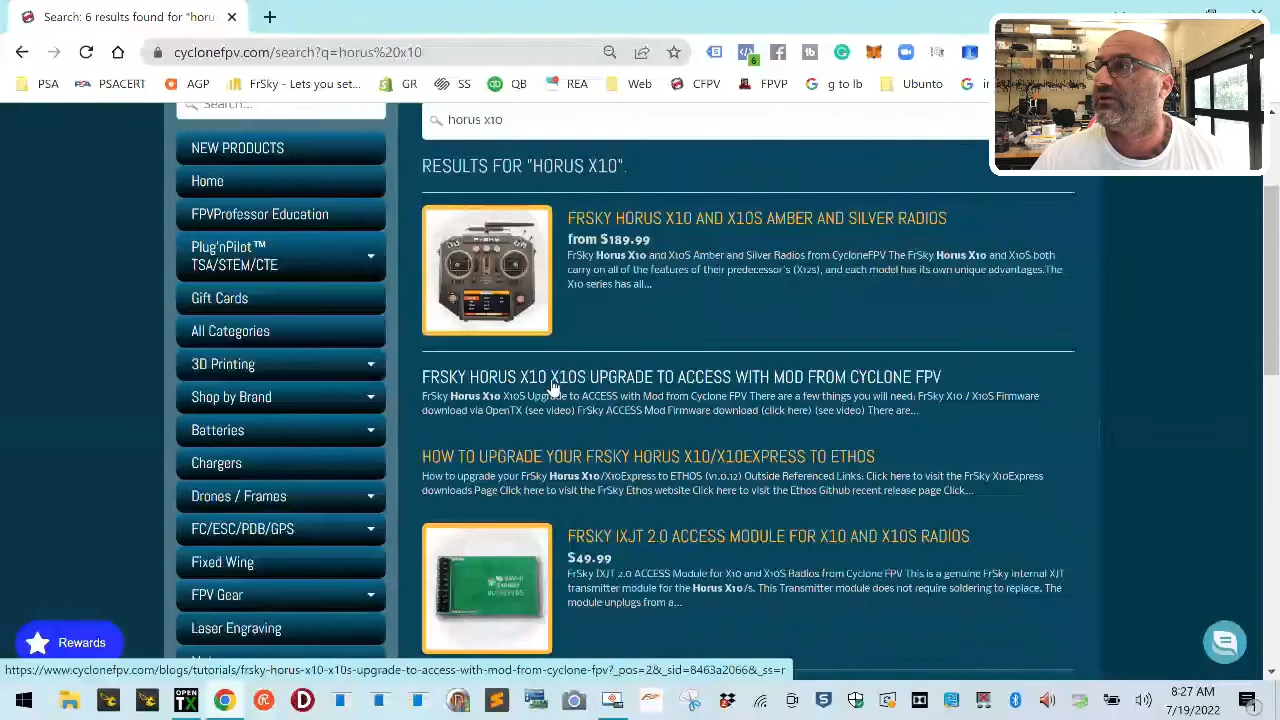 Search: 6 results found for "horu
cyclonefpv.com/sea
6
PSA
PSACERT
AGP
FrSky
GRX
SS
QB
REA
Web
CFPV
FPVP
g to lb
Ubunto
Search...
horus x10
NEW PRODUCTS
Home
FPVProfessor Education
Plug'nPilot™
TSA/STEM/CTE
Gift Cards
All Categories
3D Printing
Shop by Brand
Batteries
Chargers
Drones / Frames
FC/ESC/PDB/GPS
Fixed Wing
FPV Gear
Laser Engraving
RESULTS FOR "HORUS X10".
FRSKY HORUS X10 AND X10S AMBER AND SILVER RADIOS
from $189.99
FrSky Horus X10 and X10S Amber and Silver Radios from CycloneFPV The FrSky Horus X10 and X10S both
carry on all of the features of their predecessor's (X12s), and each model has its own unique advantages.The
X10 series has all...
FRSKY HORUS X10 X10S UPGRADE TO ACCESS WITH MOD FROM CYCLONE FPV
FrSky Horus X10 X10S Upgrade to ACCESS with Mod from Cyclone FPV There are a few things you will need: FrSky X10 / X10S Firmware
download via OpenTX (see video) FrSky ACCESS Mod Firmware download (click here) (see video) There are...
HOW TO UPGRADE YOUR FRSKY HORUS X10/X10EXPRESS TO ETHOS
How to upgrade your FrSky Horus X10/X10Express to ETHOS (v1.0.12) Outside Referenced Links: Click here to visit the FrSky X10Express
downloads Page Click here to visit the FrSky Ethos website Click here to visit the Ethos Github recent release page Click...
FRSKY IXJT 2.0 ACCESS MODULE FOR X10 AND X10S RADIOS
$49.99
FrSky IXJT 2.0 ACCESS Module for X10 and X10S Radios from Cyclone FPV This is a genuine FrSky internal XJT
transmitter module for the Horus X10/s. This Transmitter module does not require soldering to replace. The
module unplugs from a...
Rewards
https://www.cyclonefpv.com/blogs/tutorials/frsky-horus-x10-x10s-upgrade-to-access-with-mod-from-cyclone-fpv?_pos=2&_sid=8463a2066&_ss=r
OPEN
TX
8:27 AM
7/19/2022